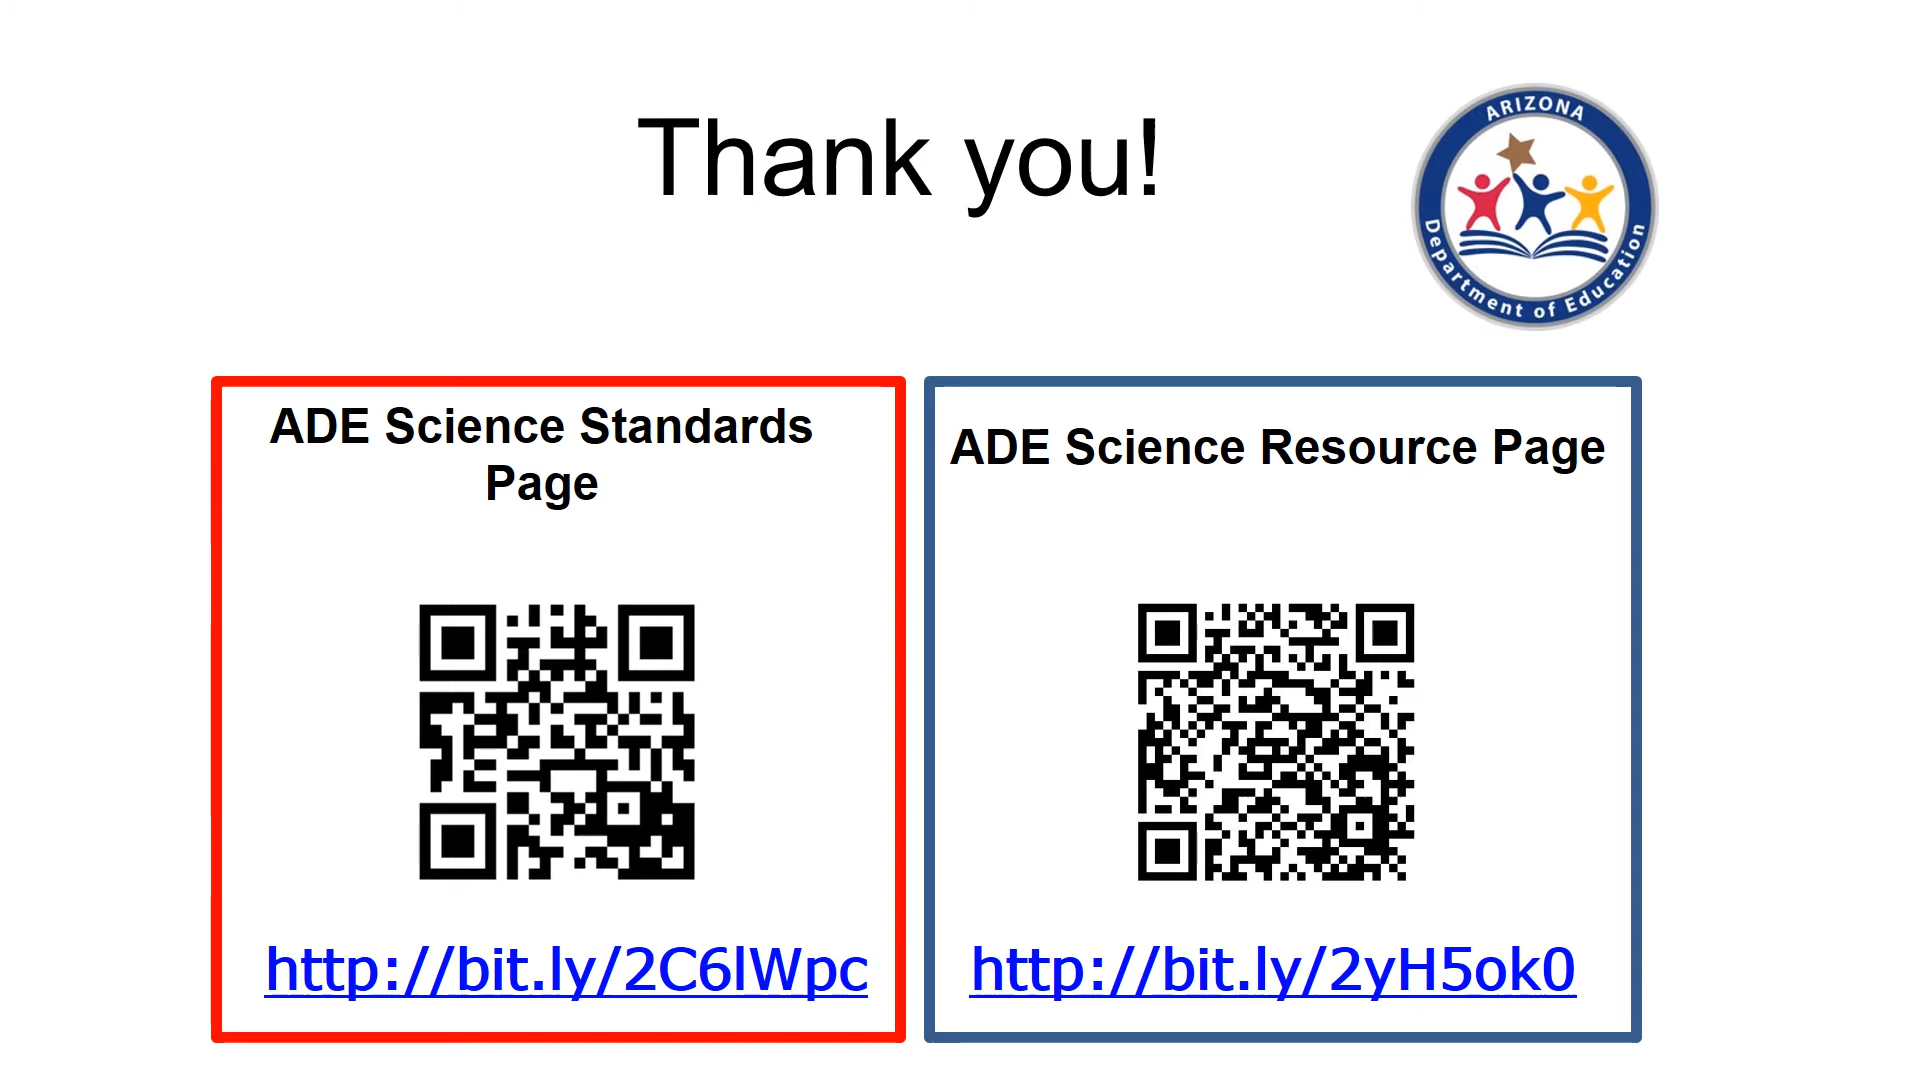 Thank you!
ARIZONA
Department of Education
ADE Science Standards
Page
http://bit.ly/2C6lWpc
ADE Science Resource Page
http://bit.ly/2yH5ok0